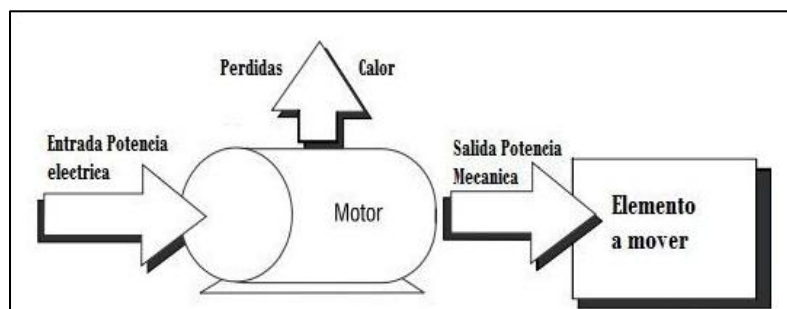 Perdidas Calor
Entrada Potencia
electrica
Salida Potencia
Mecanica
Motor
Elemento
a mover